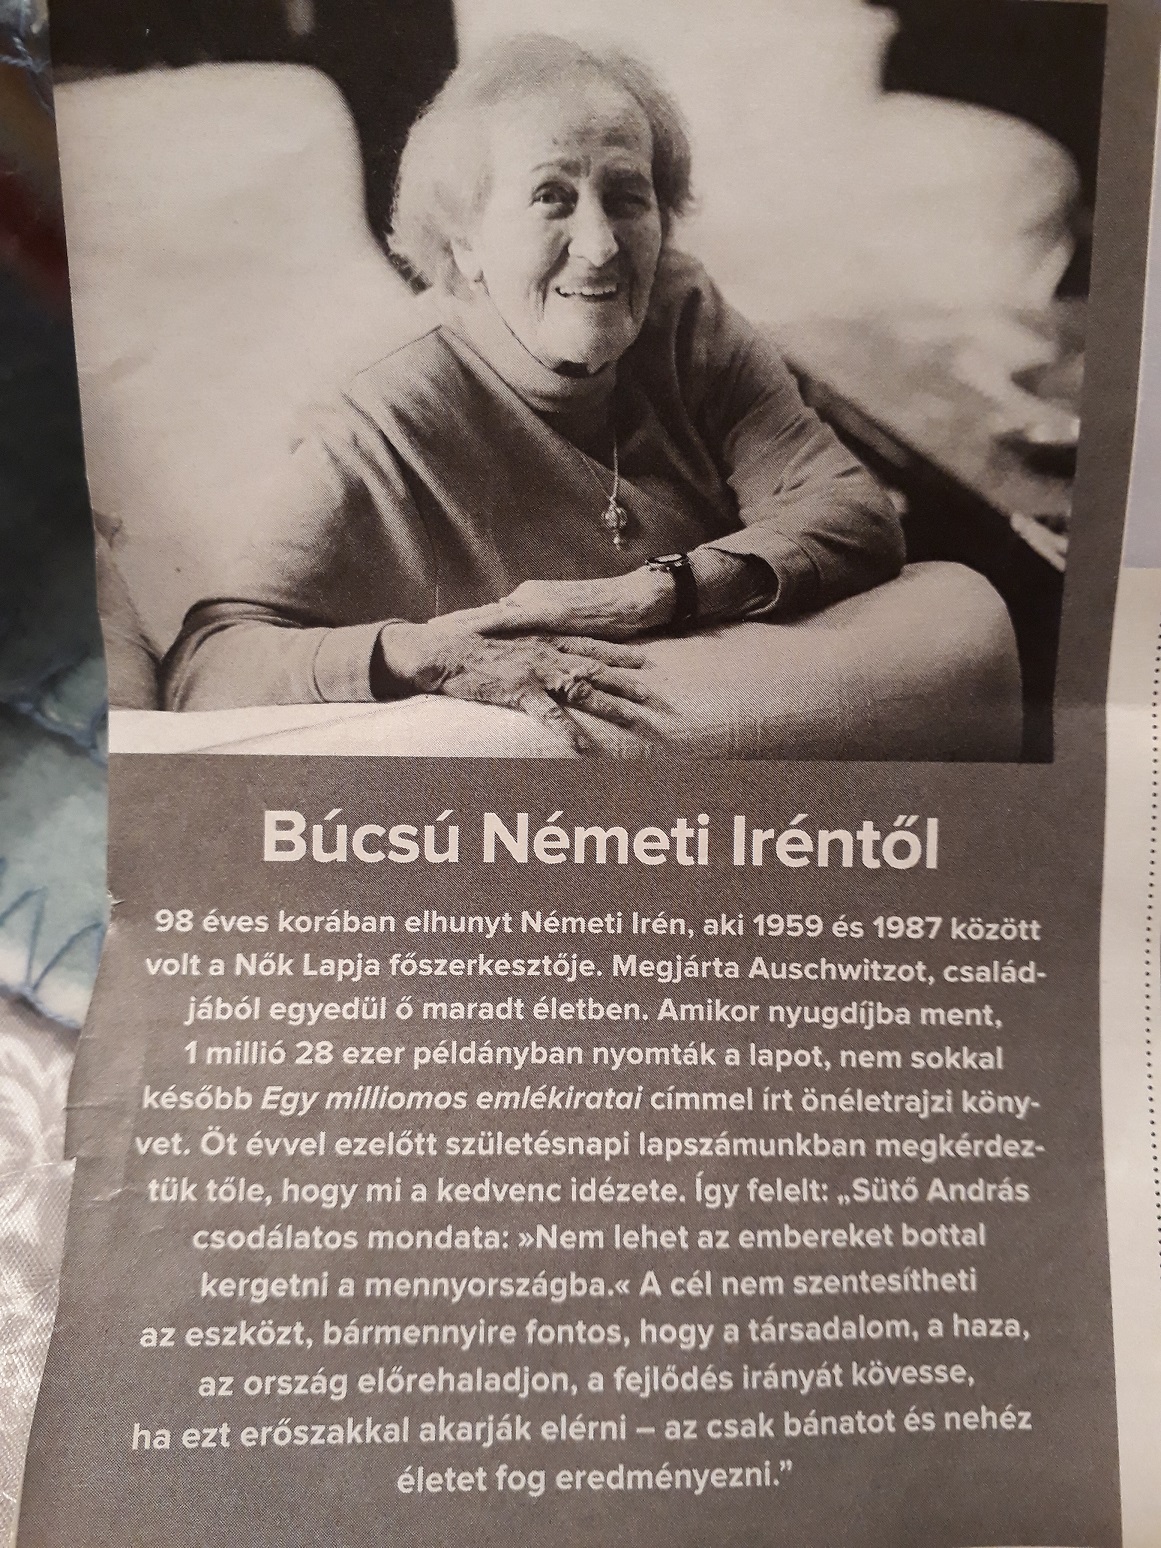 Búcsú Németi Iréntől
98 éves korában elhunyt Németi Irén, aki 1959 és 1987 között
volt a Nők Lapja főszerkesztője. Megjárta Auschwitzot, család-
jából egyedül ő maradt életben. Amikor nyugdíjba ment,
1 millió 28 ezer példányban nyomták a lapot, nem sokkal
később Egy milliomos emlékiratai címmel írt önéletrajzi köny-
vet. Öt évvel ezelőtt születésnapi lapszámunkban megkérdez-
tük tőle, hogy mi a kedvenc idézete. Így felelt: „Sütő András
csodálatos mondata: »Nem lehet az embereket bottal
kergetni a mennyországba.« A cél nem szentesítheti
az eszközt, bármennyire fontos, hogy a társadalom, a haza,
az ország előrehaladjon, a fejlődés irányát kövesse,
ha ezt erőszakkal akarják elérni – az csak bánatot és nehéz
életet fog eredményezni.”